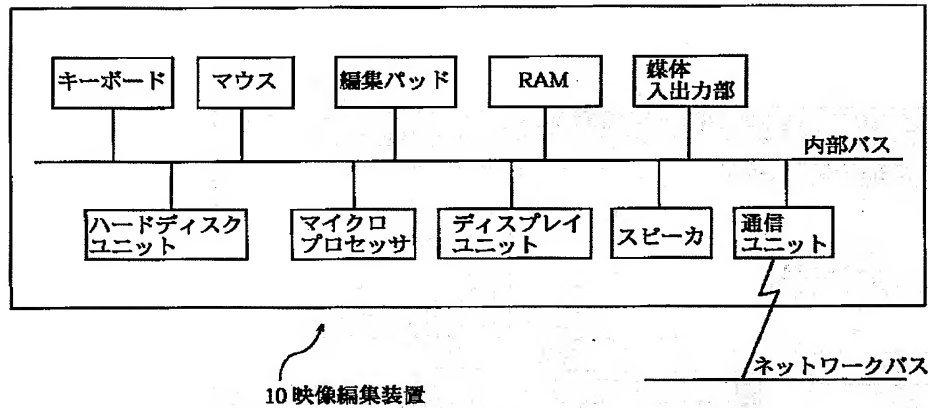 キーボード
マウス
編集パッド
RAM
媒体
入出力部
内部バス
ハードディスク
ユニット
マイクロ
プロセッサ
ディスプレイ
ユニット
スピーカ
通信
ユニット
ネットワークバス
10 映像編集装置